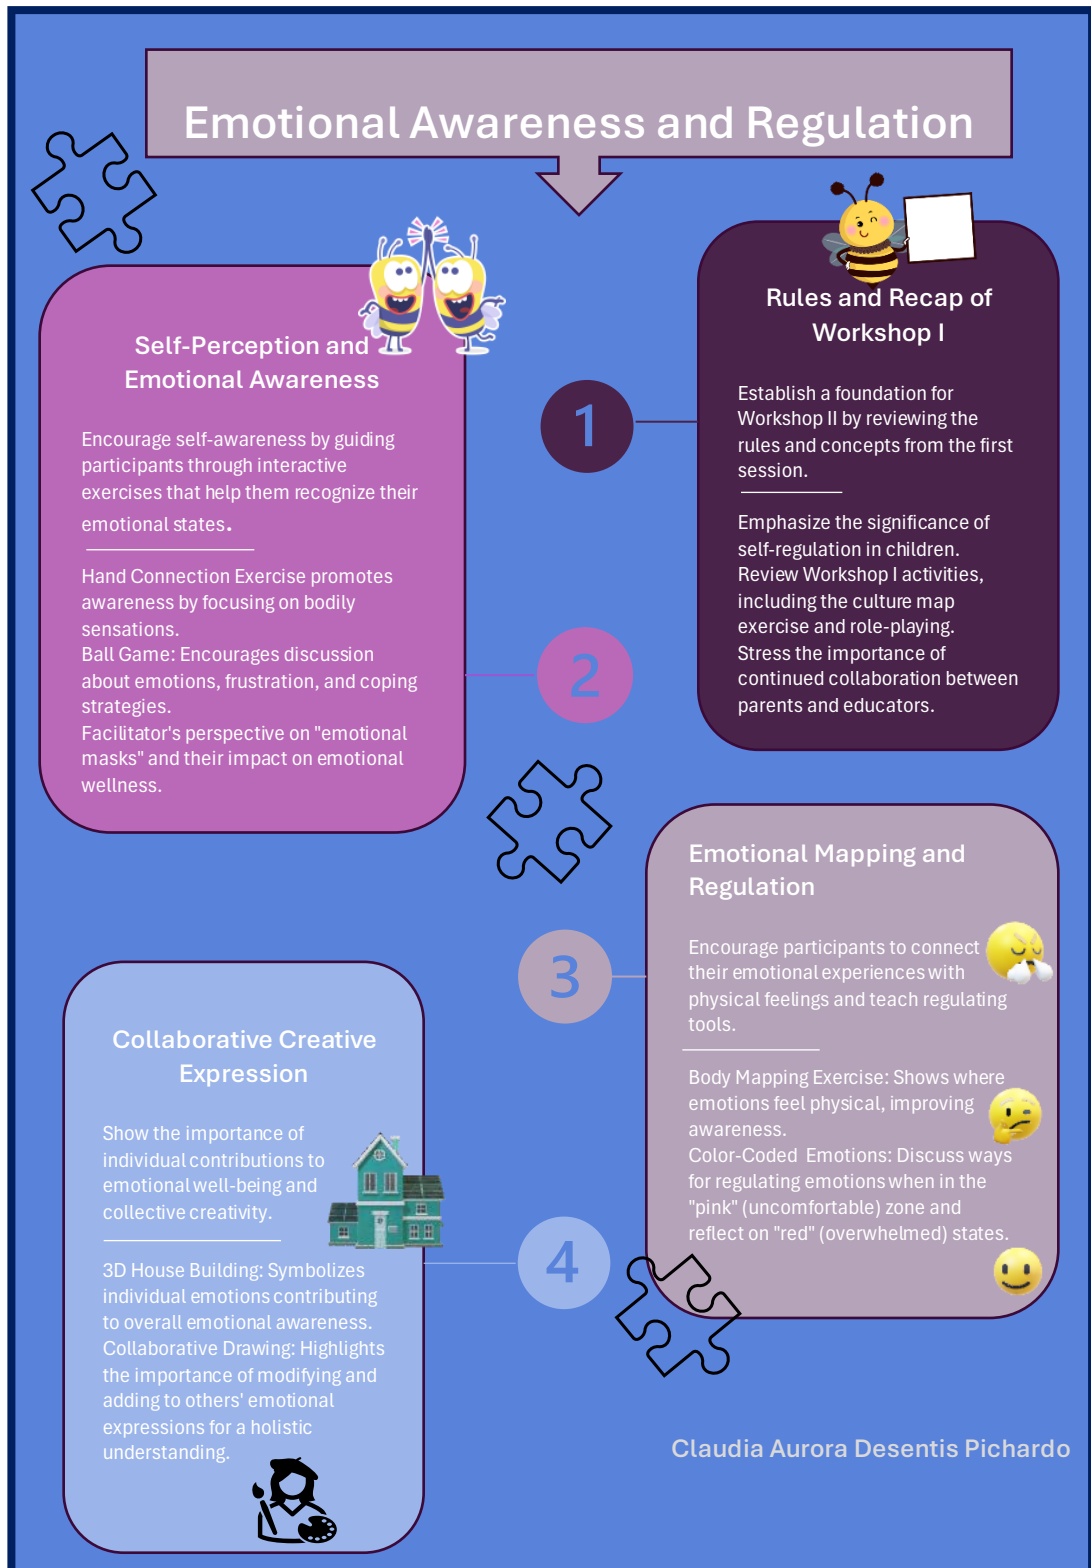 Emotional Awareness and Regulation
1
Rules and Recap of
Workshop I
Establish a foundation for
Workshop II by reviewing the
rules and concepts from the first
session.
Emphasize the significance of
self-regulation in children.
Review Workshop I activities,
including the culture map
exercise and role-playing.
Stress the importance of
continued collaboration between
parents and educators.
2
Self-Perception and
Emotional Awareness
Encourage self-awareness by guiding
participants through interactive
exercises that help them recognize their
emotional states.
Hand Connection Exercise promotes
awareness by focusing on bodily
sensations.
Ball Game: Encourages discussion
about emotions, frustration, and coping
strategies.
Facilitator's perspective on "emotional
masks" and their impact on emotional
wellness.
3
Emotional Mapping and
Regulation
Encourage participants to connect
their emotional experiences with
physical feelings and teach regulating
tools.
Body Mapping Exercise: Shows where
emotions feel physical, improving
awareness.
Color-Coded Emotions: Discuss ways
for regulating emotions when in the
"pink" (uncomfortable) zone and
reflect on "red" (overwhelmed) states.
4
Collaborative Creative
Expression
Show the importance of
individual contributions to
emotional well-being and
collective creativity.
3D House Building: Symbolizes
individual emotions contributing
to overall emotional awareness.
Collaborative Drawing: Highlights
the importance of modifying and
adding to others' emotional
expressions for a holistic
understanding.
Claudia Aurora Desentis Pichardo